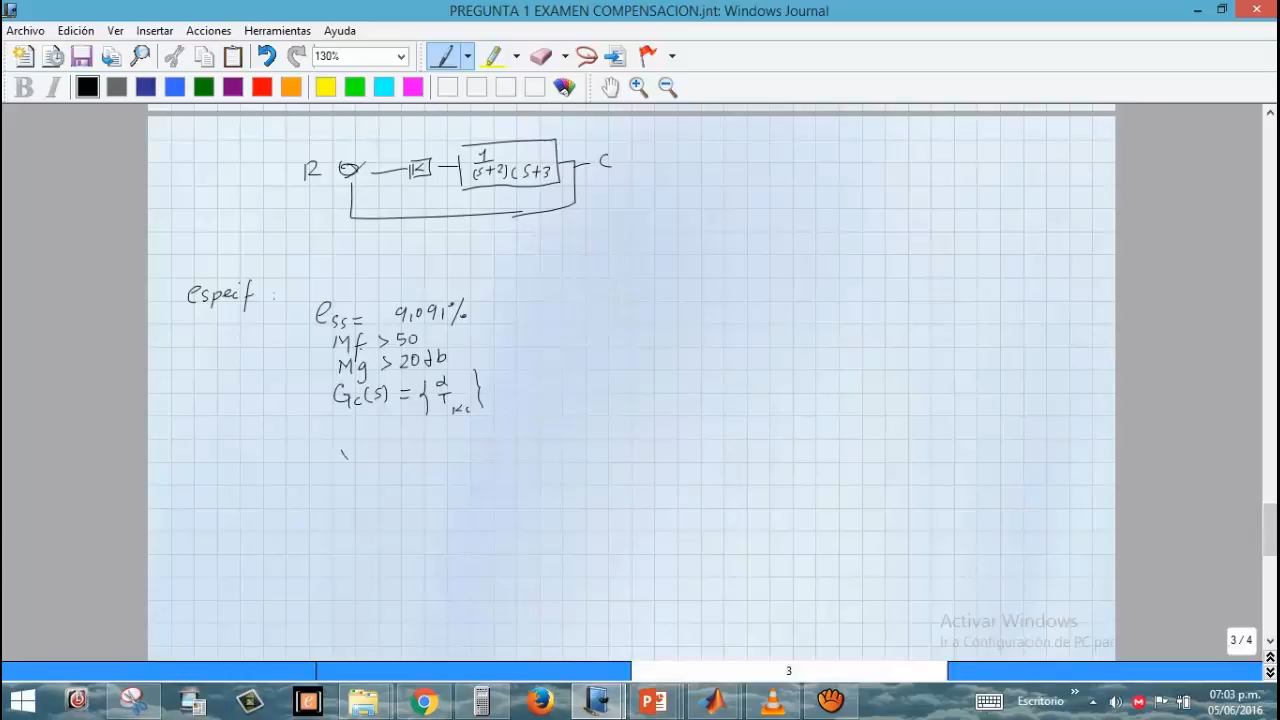 PREGUNTA 1 EXAMEN COMPENSACION.jnt: Windows Journal
Archivo Edición Ver Insertar Acciones Herramientas Ayuda
130%
B I
R K 1 C
(s+2)(s+3
especif :
ess= 9,091%
Mf > 50
Mg > 20db
Gc(s) = { α
T
Kc }
Activar Windows
Ir a Configuración de PC par
3 / 4
3
Escritorio
07:03 p.m.
05/06/2016